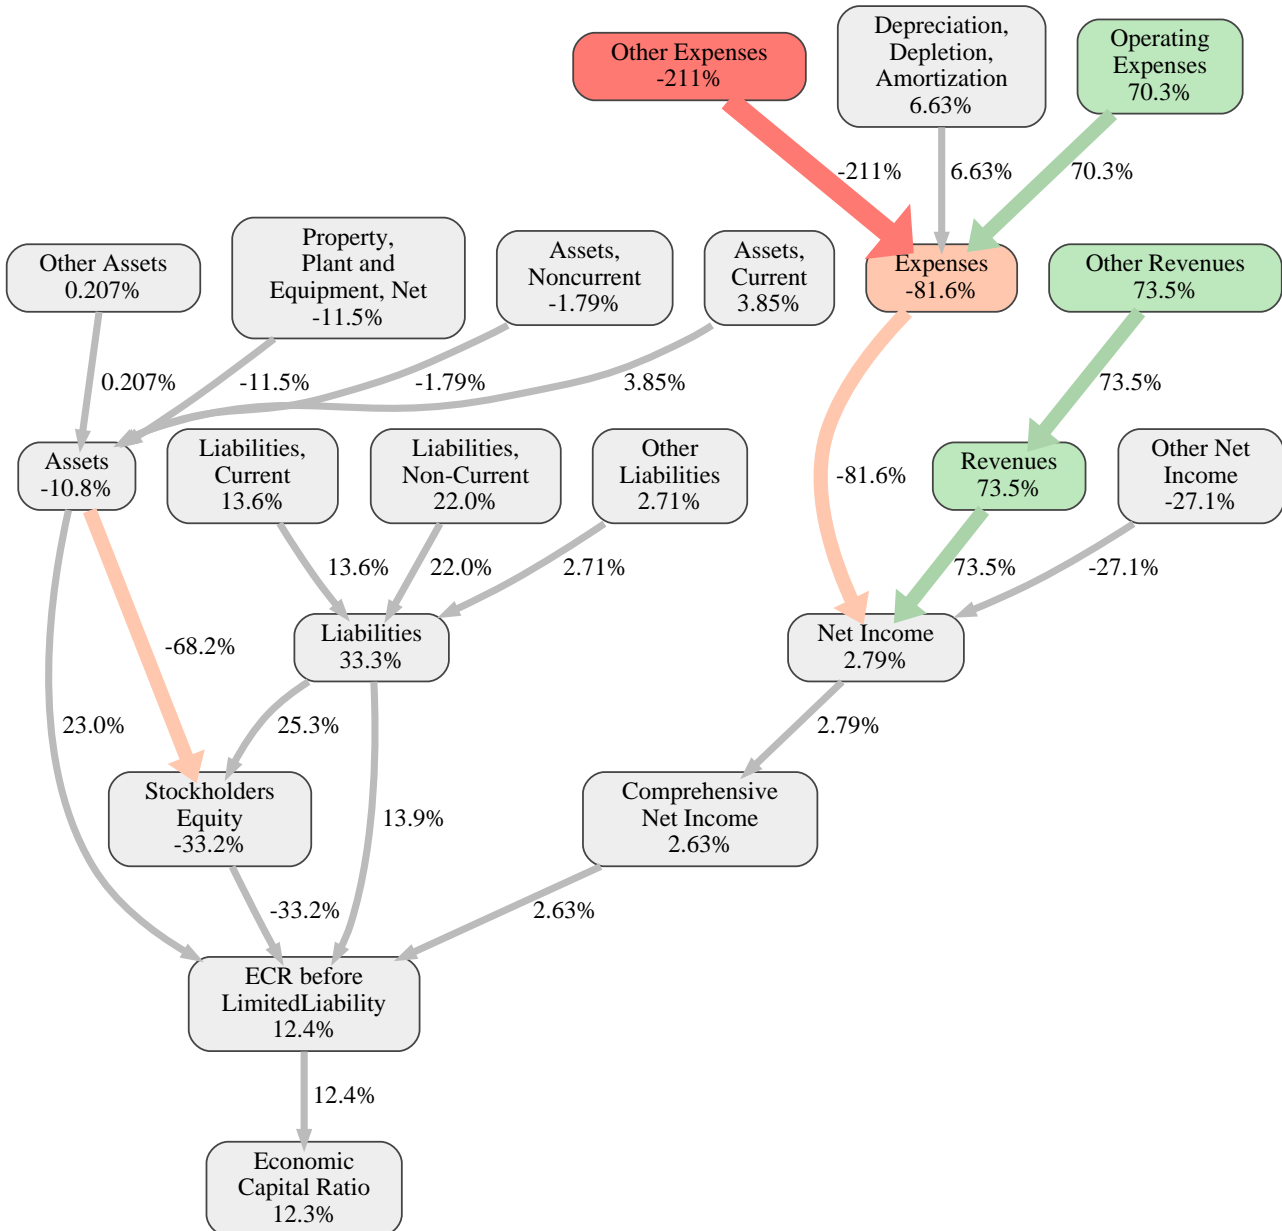 Other Expenses
-211%
Depreciation,
Depletion,
Amortization
6.63%
Operating
Expenses
70.3%
-211%
6.63%
70.3%
Other Assets
0.207%
Property,
Plant and
Equipment, Net
-11.5%
Assets,
Noncurrent
-1.79%
Assets,
Current
3.85%
Expenses
-81.6%
Other Revenues
73.5%
0.207%
-11.5%
-1.79%
3.85%
73.5%
Assets
-10.8%
Liabilities,
Current
13.6%
Liabilities,
Non-Current
22.0%
Other
Liabilities
2.71%
-81.6%
Revenues
73.5%
Other Net
Income
-27.1%
13.6%
22.0%
2.71%
73.5%
-27.1%
-68.2%
Liabilities
33.3%
Net Income
2.79%
23.0%
25.3%
2.79%
Stockholders
Equity
-33.2%
13.9%
Comprehensive
Net Income
2.63%
-33.2%
2.63%
ECR before
LimitedLiability
12.4%
12.4%
Economic
Capital Ratio
12.3%